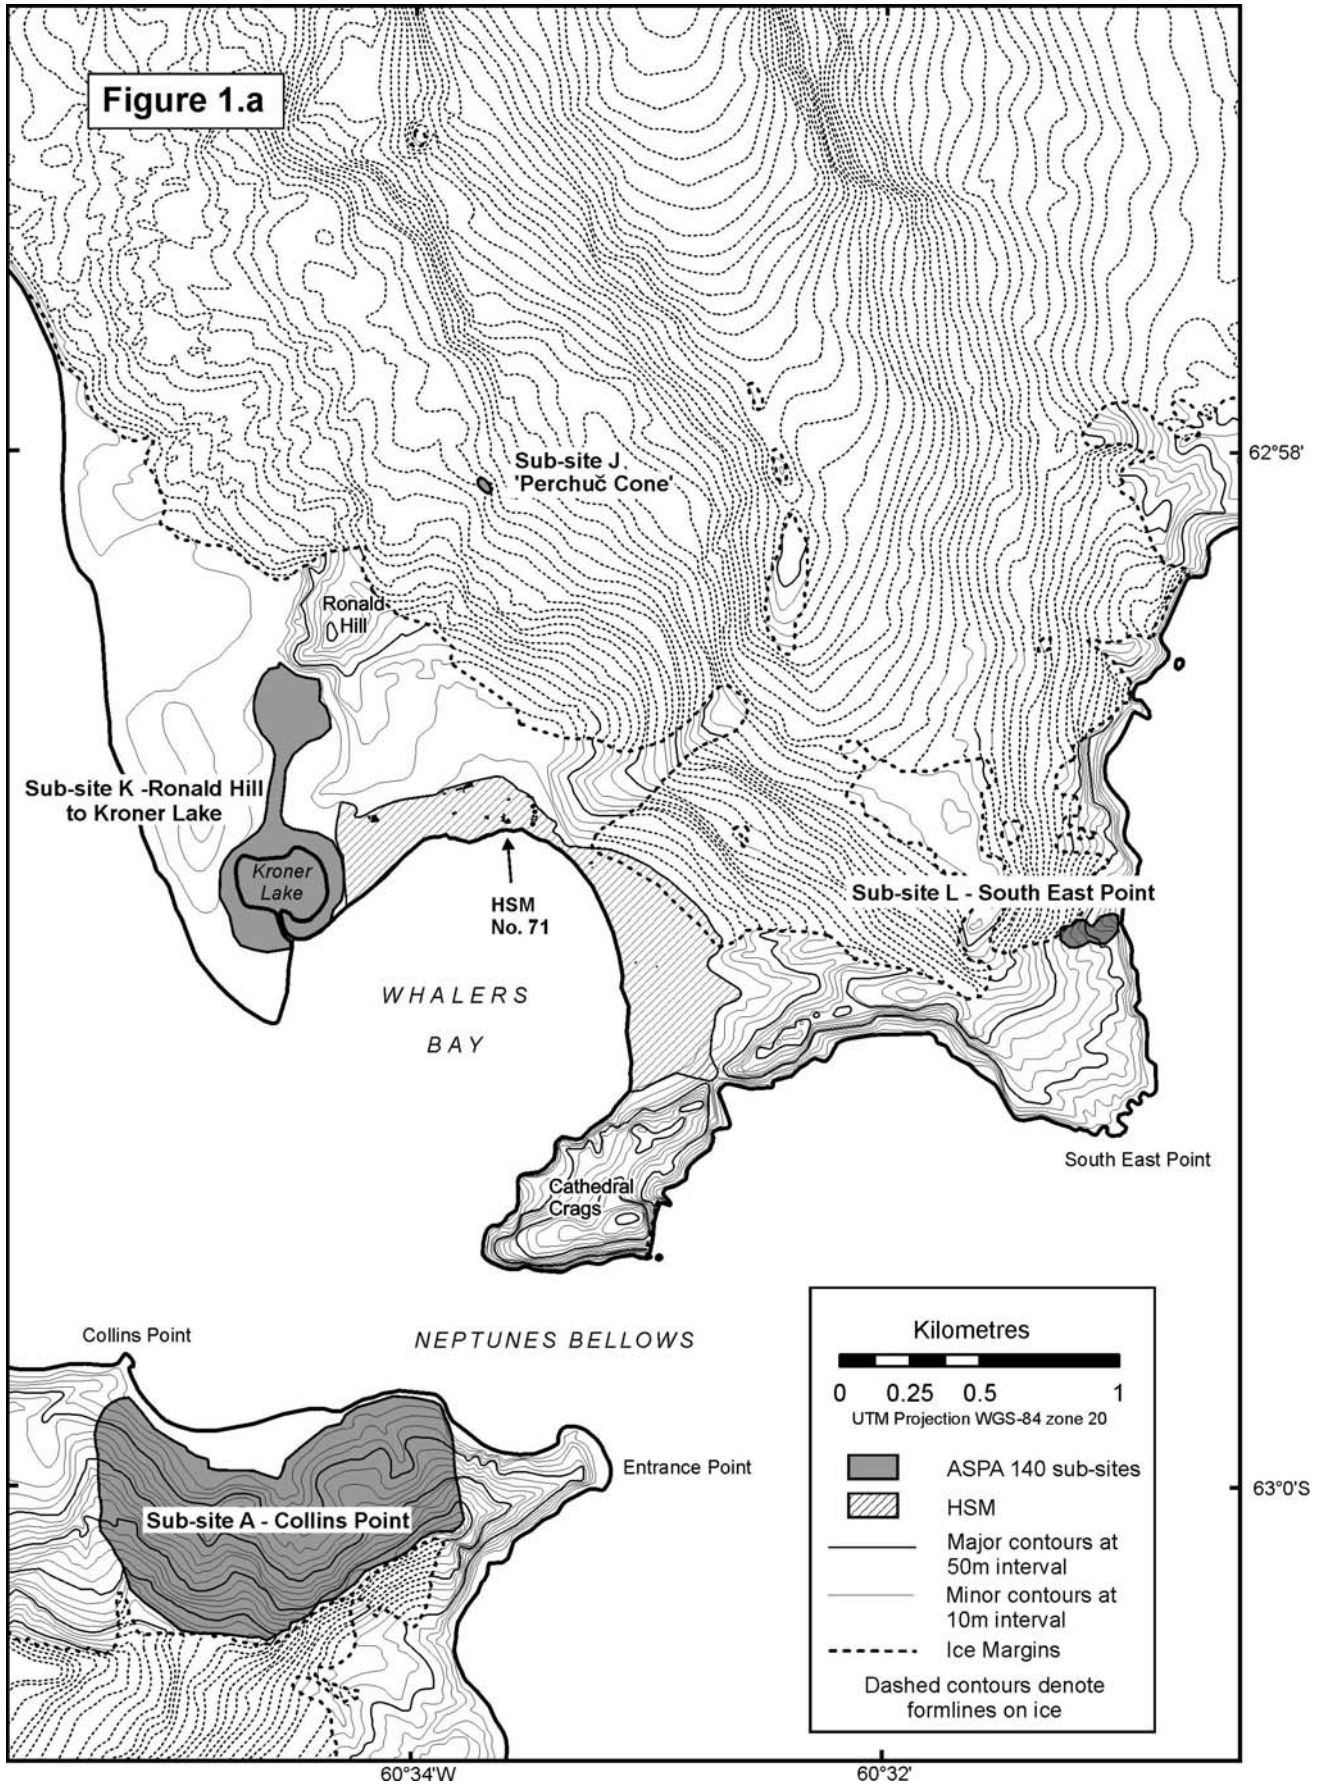 Figure 1.a
Sub-site J
'Perchuč Cone'
62°58'
Ronald
Hill
Sub-site K -Ronald Hill
to Kroner Lake
Kroner
Lake
HSM
No. 71
Sub-site L - South East Point
WHALERS
BAY
South East Point
Cathedral
Crags
Collins Point
NEPTUNES BELLOWS
Entrance Point
Sub-site A - Collins Point
63°0'S
Kilometres
0 0.25 0.5 1
UTM Projection WGS-84 zone 20
ASPA 140 sub-sites
HSM
Major contours at
50m interval
Minor contours at
10m interval
Ice Margins
Dashed contours denote
formlines on ice
60°34'W
60°32'